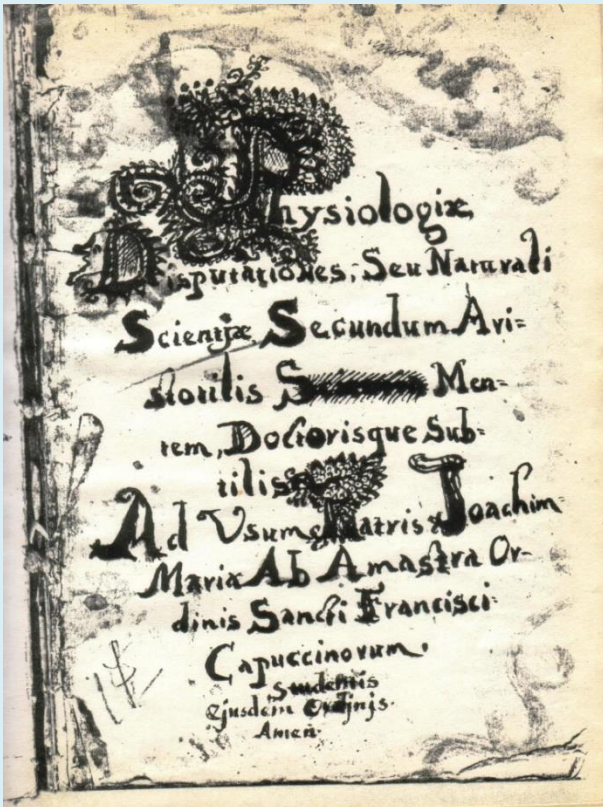 Physiologiæ,
Disputationes, Seu Naturali
Scientiæ Secundum Ari=
stotilis Men=
tem, Doctorisque Sub=
tilis
Ad Usum Fratris Joachim
Mariæ Ab Amastra Or-
dinis Sancti Francisci
Capuccinorum.
Studentis
Ejusdem Ordinis.
Amen.